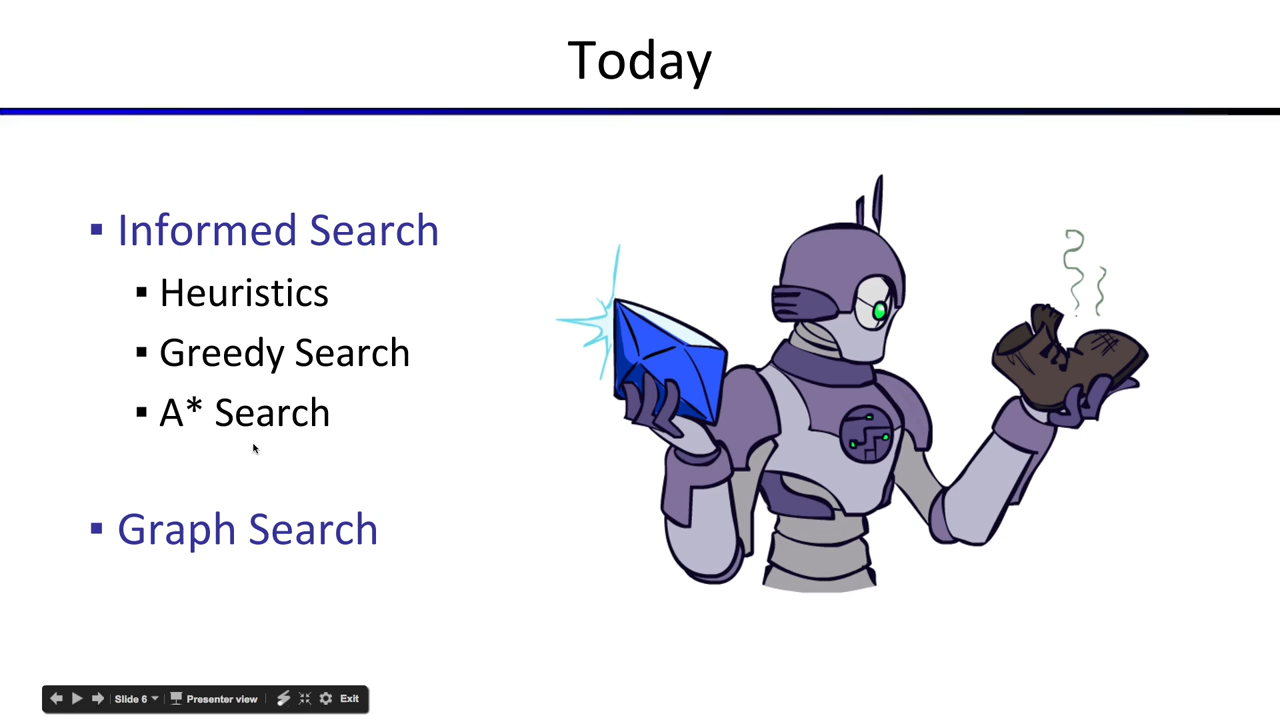 Today
▪ Informed Search
▪ Heuristics
▪ Greedy Search
▪ A* Search
▪ Graph Search
Slide 6 Presenter view Exit